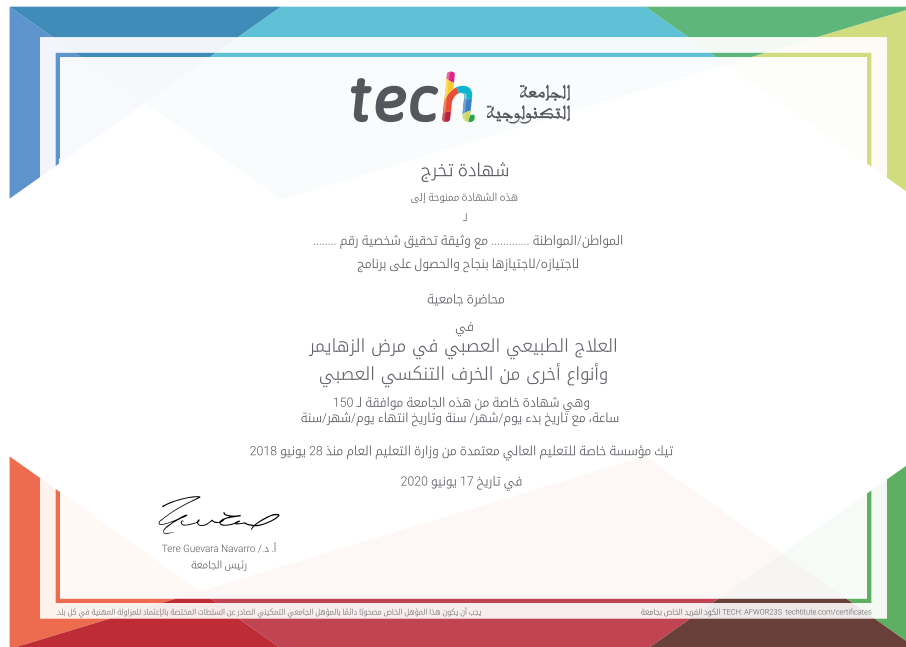 tech الجامعة
التكنولوجية
شهادة تخرج
هذه الشهادة ممنوحة إلى
لـ
المواطن/المواطنة ............ مع وثيقة تحقيق شخصية رقم ........
لاجتيازه/لاجتيازها بنجاح والحصول على برنامج
محاضرة جامعية
في
العلاج الطبيعي العصبي في مرض الزهايمر
وأنواع أخرى من الخرف التنكسي العصبي
وهي شهادة خاصة من هذه الجامعة موافقة لـ 150
ساعة، مع تاريخ بدء يوم/شهر/ سنة وتاريخ انتهاء يوم/شهر/سنة
تيك مؤسسة خاصة للتعليم العالي معتمدة من وزارة التعليم العام منذ 28 يونيو 2018
في تاريخ 17 يونيو 2020
أ. د./ Tere Guevara Navarro
رئيس الجامعة
يجب أن يكون هذا المؤهل الخاص مصحوبًا دائمًا بالمؤهل الجامعي التمكيني الصادر عن السلطات المختصة بالإعتماد للمزاولة المهنية في كل بلد.
الكود الفريد الخاص بجامعة TECH: AFWOR23S techtitute.com/certificates